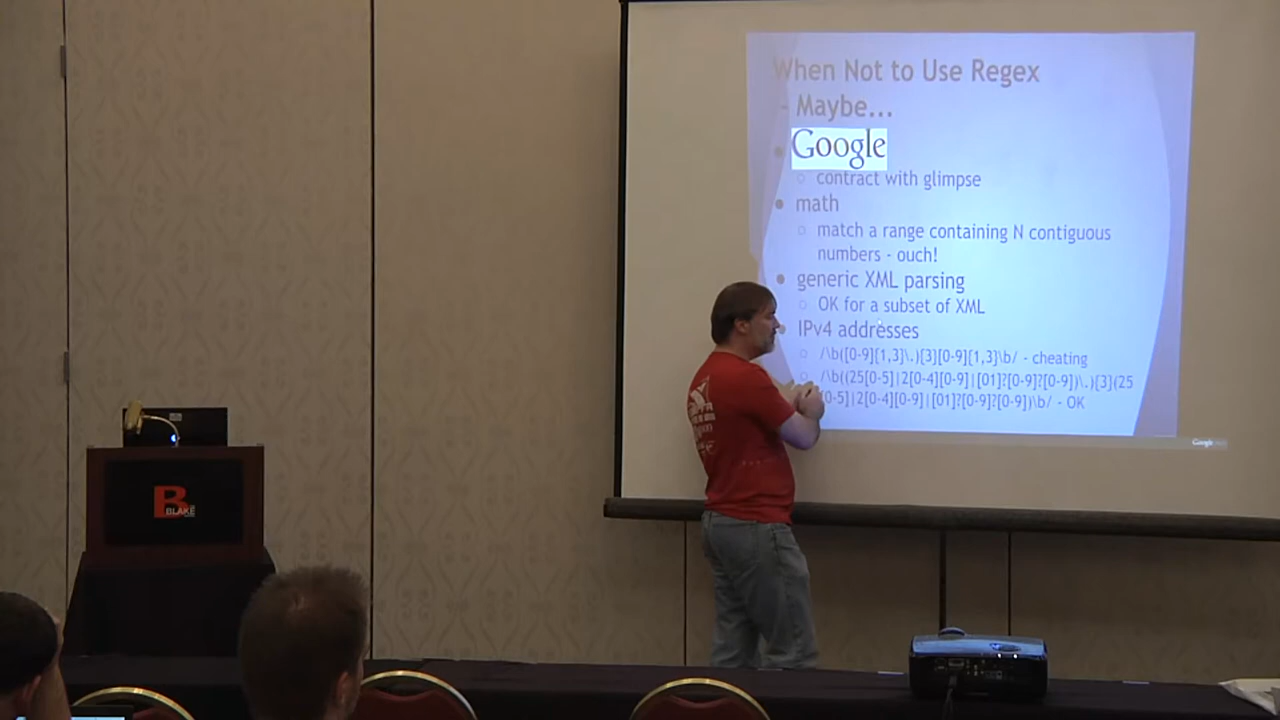 When Not to Use Regex
- Maybe...
Google
contract with glimpse
math
match a range containing N contiguous
numbers - ouch!
generic XML parsing
OK for a subset of XML
IPv4 addresses
/\b([0-9]{1,3}\.){3}[0-9]{1,3}\b/ - cheating
/\b((25[0-5]|2[0-4][0-9]|[01]?[0-9]?[0-9])\.){3}(25
[0-5]|2[0-4][0-9]|[01]?[0-9]?[0-9])\b/ - OK
Google
B
BLAKE